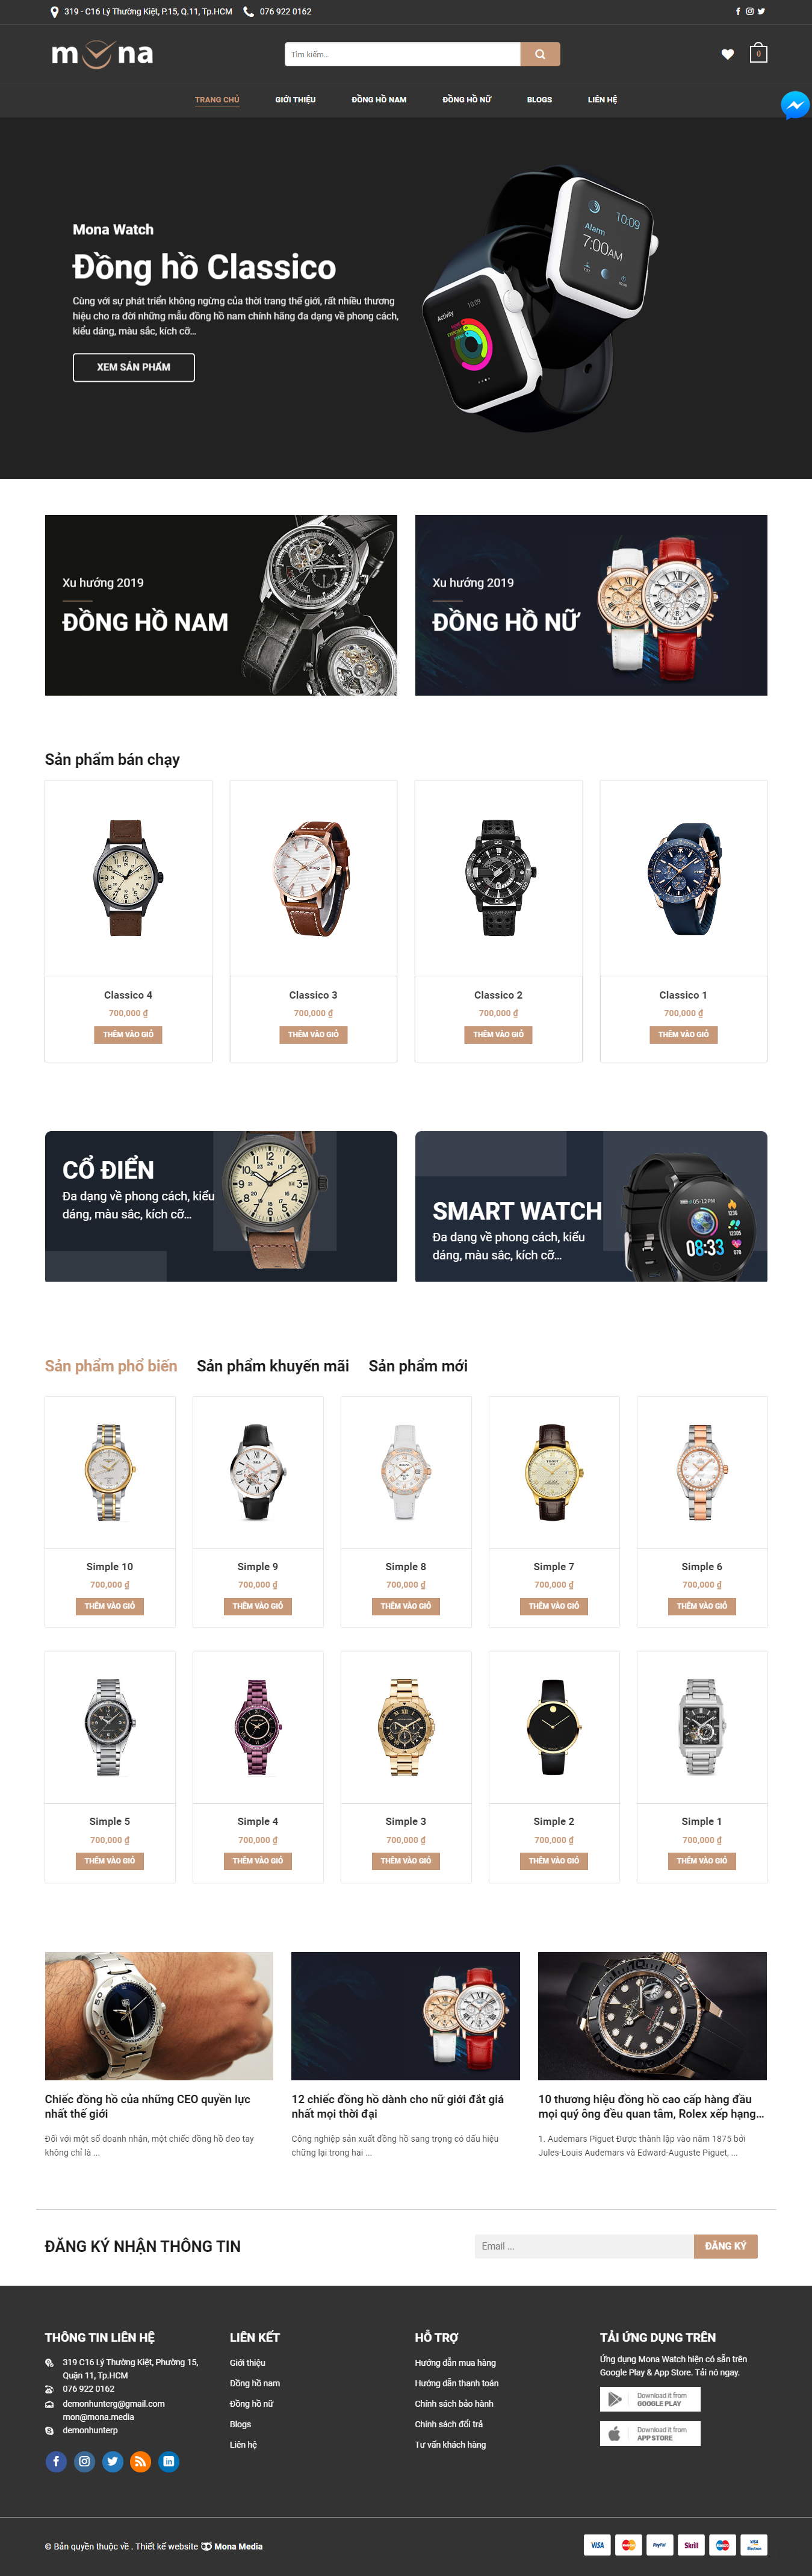 319 - C16 Lý Thường Kiệt, P.15, Q.11, Tp.HCM 076 922 0162
mona
Tìm kiếm...
0
TRANG CHỦ GIỚI THIỆU ĐỒNG HỒ NAM ĐỒNG HỒ NỮ BLOGS LIÊN HỆ
Mona Watch
Đồng hồ Classico
Cùng với sự phát triển không ngừng của thời trang thế giới, rất nhiều thương
hiệu cho ra đời những mẫu đồng hồ nam chính hãng đa dạng về phong cách,
kiểu dáng, màu sắc, kích cỡ...
XEM SẢN PHẨM
10:09
Alarm
7:00AM
Activity 10:09
Xu hướng 2019
ĐỒNG HỒ NAM
Xu hướng 2019
ĐỒNG HỒ NỮ
Sản phẩm bán chạy
Classico 4 Classico 3 Classico 2 Classico 1
700,000 ₫ 700,000 ₫ 700,000 ₫ 700,000 ₫
THÊM VÀO GIỎ THÊM VÀO GIỎ THÊM VÀO GIỎ THÊM VÀO GIỎ
CỔ ĐIỂN
Đa dạng về phong cách, kiểu
dáng, màu sắc, kích cỡ...
SMART WATCH
Đa dạng về phong cách, kiểu
dáng, màu sắc, kích cỡ...
05-12 PM
08:33
Sản phẩm phổ biến Sản phẩm khuyến mãi Sản phẩm mới
Simple 10 Simple 9 Simple 8 Simple 7 Simple 6
700,000 ₫ 700,000 ₫ 700,000 ₫ 700,000 ₫ 700,000 ₫
THÊM VÀO GIỎ THÊM VÀO GIỎ THÊM VÀO GIỎ THÊM VÀO GIỎ THÊM VÀO GIỎ
Simple 5 Simple 4 Simple 3 Simple 2 Simple 1
700,000 ₫ 700,000 ₫ 700,000 ₫ 700,000 ₫ 700,000 ₫
THÊM VÀO GIỎ THÊM VÀO GIỎ THÊM VÀO GIỎ THÊM VÀO GIỎ THÊM VÀO GIỎ
Chiếc đồng hồ của những CEO quyền lực
nhất thế giới
Đối với một số doanh nhân, một chiếc đồng hồ đeo tay
không chỉ là ...
12 chiếc đồng hồ dành cho nữ giới đắt giá
nhất mọi thời đại
Công nghiệp sản xuất đồng hồ sang trọng có dấu hiệu
chững lại trong hai ...
10 thương hiệu đồng hồ cao cấp hàng đầu
mọi quý ông đều quan tâm, Rolex xếp hạng...
1. Audemars Piguet Được thành lập vào năm 1875 bởi
Jules-Louis Audemars và Edward-Auguste Piguet, ...
ĐĂNG KÝ NHẬN THÔNG TIN
Email ...
ĐĂNG KÝ
THÔNG TIN LIÊN HỆ
319 C16 Lý Thường Kiệt, Phường 15,
Quận 11, Tp.HCM
076 922 0162
demonhunterg@gmail.com
mon@mona.media
demonhunterp
LIÊN KẾT
Giới thiệu
Đồng hồ nam
Đồng hồ nữ
Blogs
Liên hệ
HỖ TRỢ
Hướng dẫn mua hàng
Hướng dẫn thanh toán
Chính sách bảo hành
Chính sách đổi trả
Tư vấn khách hàng
TẢI ỨNG DỤNG TRÊN
Ứng dụng Mona Watch hiện có sẵn trên
Google Play & App Store. Tải nó ngay.
Download it from
GOOGLE PLAY
Download it from
APP STORE
© Bản quyền thuộc về . Thiết kế website Mona Media
VISA MasterCard PayPal Skrill Maestro VISA Electron